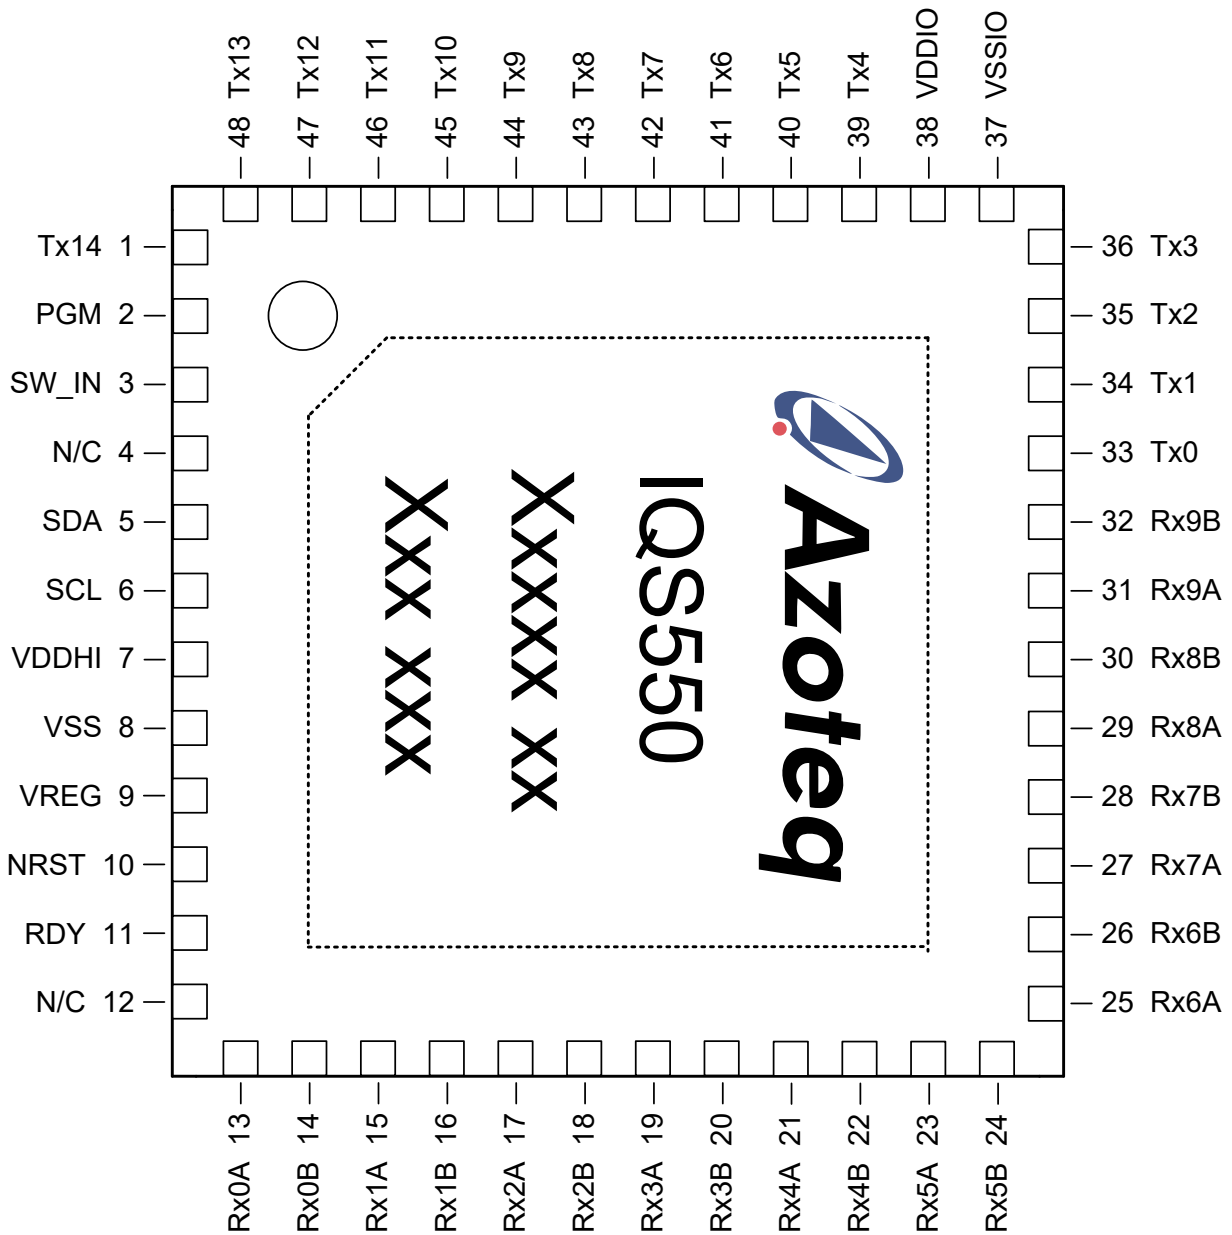 48 Tx13
47 Tx12
46 Tx11
45 Tx10
44 Tx9
43 Tx8
42 Tx7
41 Tx6
40 Tx5
39 Tx4
38 VDDIO
37 VSSIO
Tx14 1
PGM 2
SW_IN 3
N/C 4
SDA 5
SCL 6
VDDHI 7
VSS 8
VREG 9
NRST 10
RDY 11
N/C 12
Azoteq
IQS550
XXXXX XX
XXX XXX
36 Tx3
35 Tx2
34 Tx1
33 Tx0
32 Rx9B
31 Rx9A
30 Rx8B
29 Rx8A
28 Rx7B
27 Rx7A
26 Rx6B
25 Rx6A
Rx0A 13
Rx0B 14
Rx1A 15
Rx1B 16
Rx2A 17
Rx2B 18
Rx3A 19
Rx3B 20
Rx4A 21
Rx4B 22
Rx5A 23
Rx5B 24